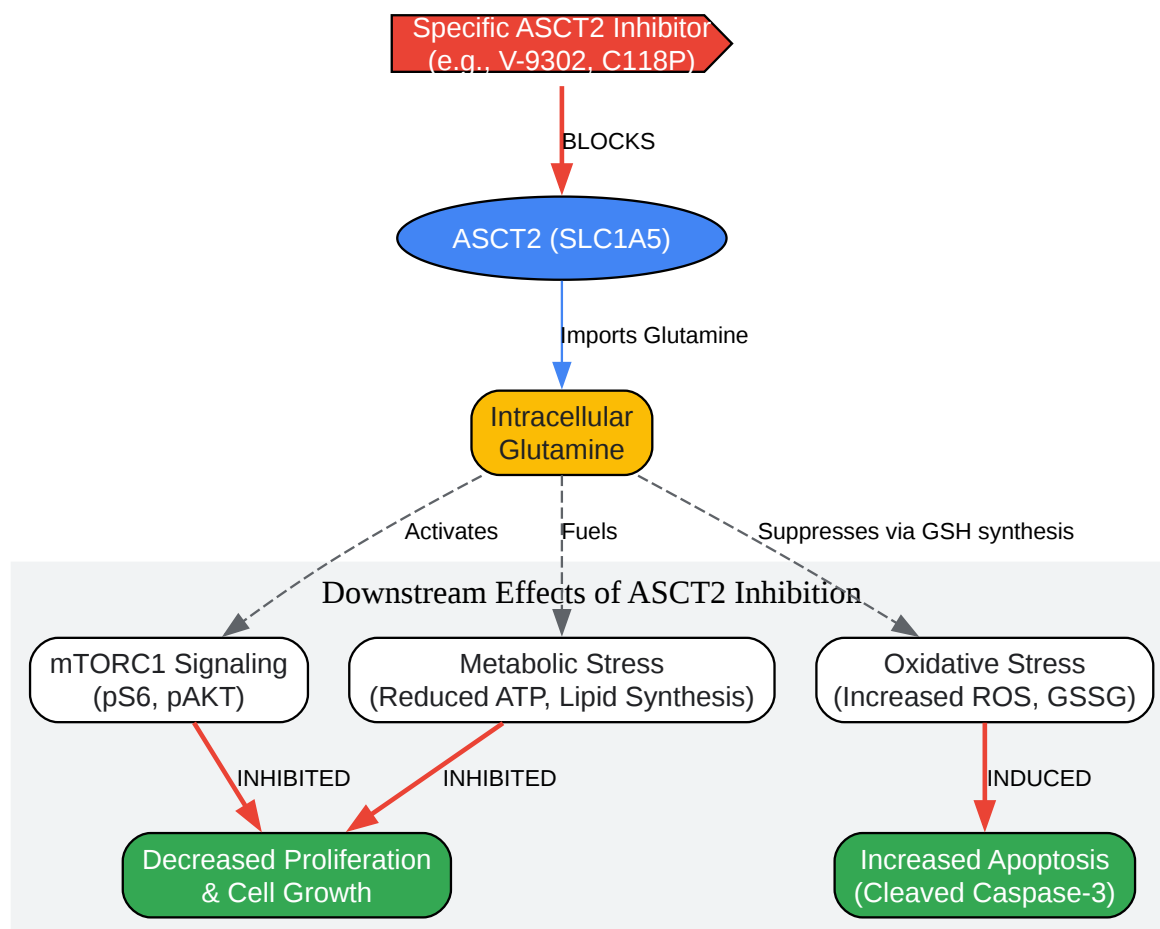 Specific ASCT2 Inhibitor
(e.g., V-9302, C118P)
BLOCKS
ASCT2 (SLC1A5)
Imports Glutamine
Intracellular
Glutamine
Activates
Fuels
Suppresses via GSH synthesis
Downstream Effects of ASCT2 Inhibition
mTORC1 Signaling
(pS6, pAKT)
Metabolic Stress
(Reduced ATP, Lipid Synthesis)
Oxidative Stress
(Increased ROS, GSSG)
INHIBITED
INHIBITED
INDUCED
Decreased Proliferation
& Cell Growth
Increased Apoptosis
(Cleaved Caspase-3)